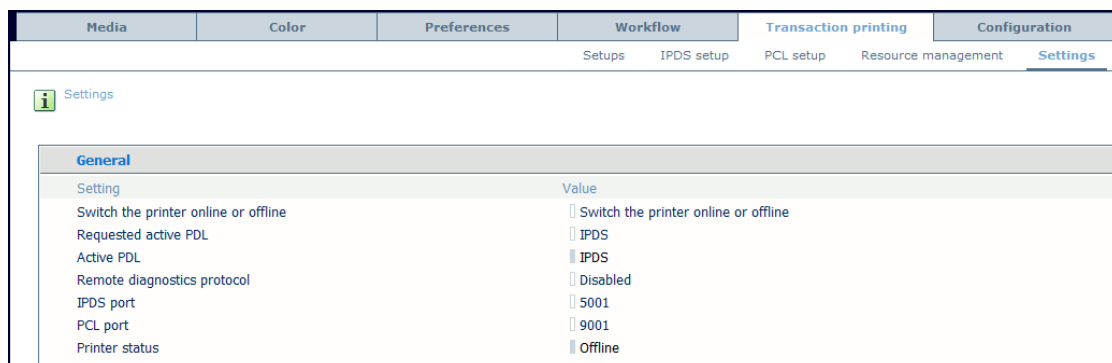 Media Color Preferences Workflow Transaction printing Configuration
Setups IPDS setup PCL setup Resource management Settings
i Settings
General
Setting Value
Switch the printer online or offline Switch the printer online or offline
Requested active PDL IPDS
Active PDL IPDS
Remote diagnostics protocol Disabled
IPDS port 5001
PCL port 9001
Printer status Offline